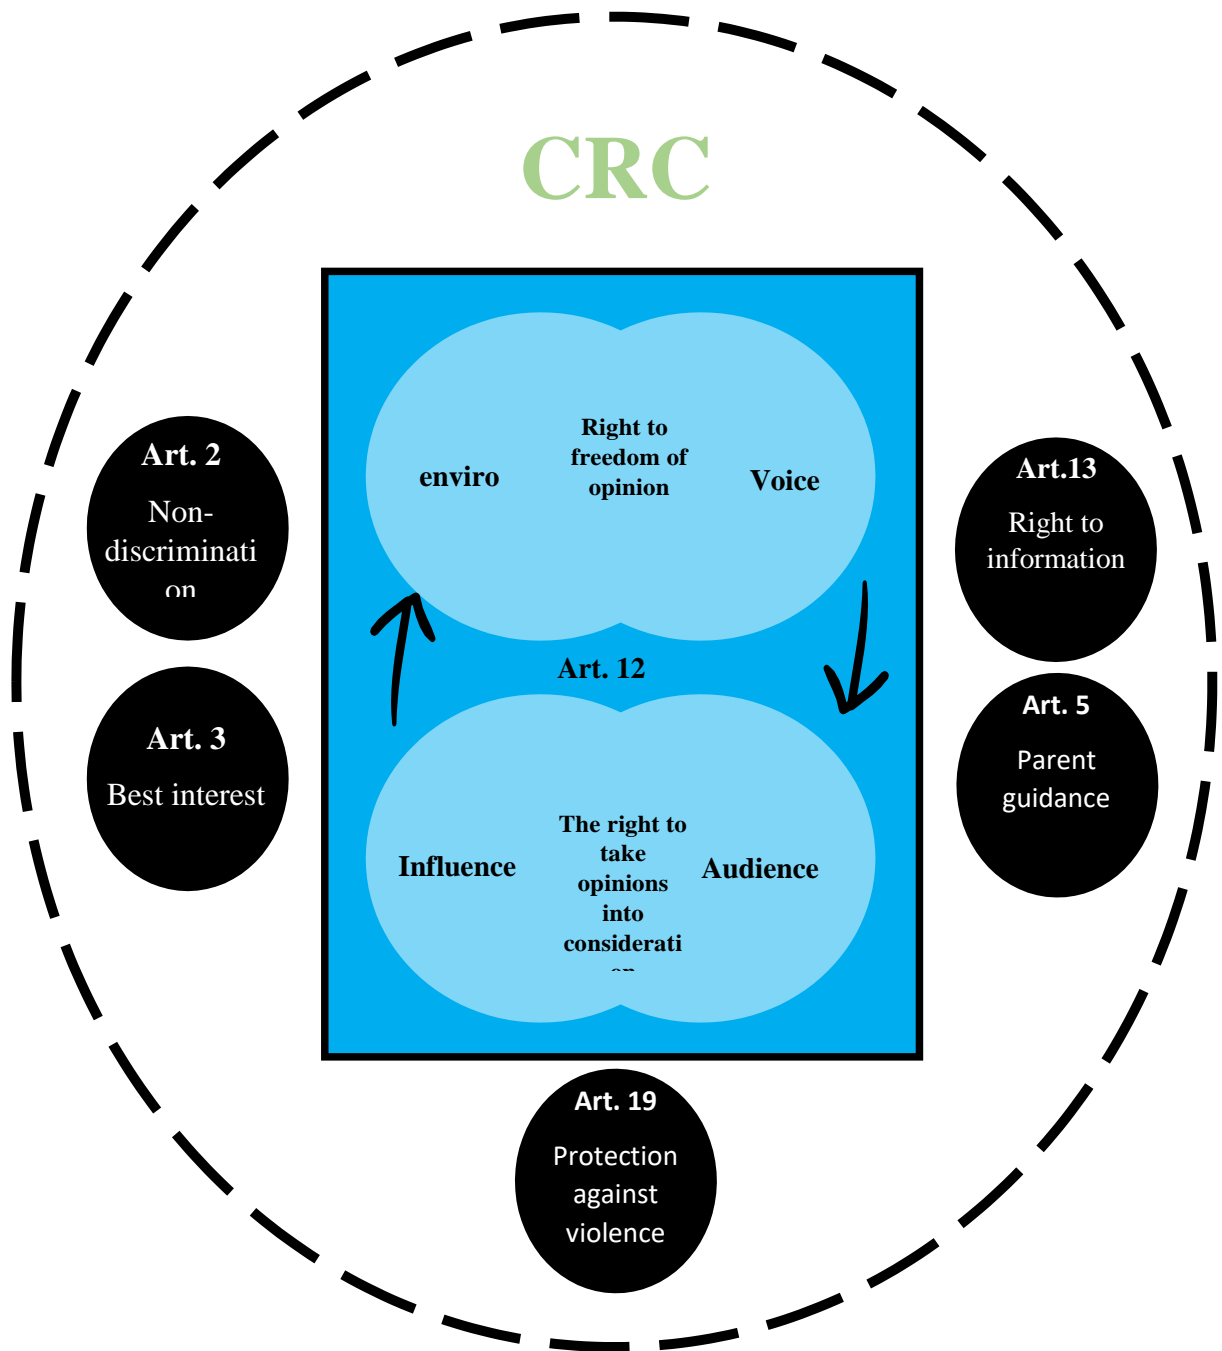 CRC
Right to
freedom of
opinion
enviro
Voice
Art. 2
Non-
discriminati
on
Art.13
Right to
information
Art. 12
Art. 3
Best interest
Art. 5
Parent
guidance
The right to
take
opinions
into
considerati
on
Influence
Audience
Art. 19
Protection
against
violence